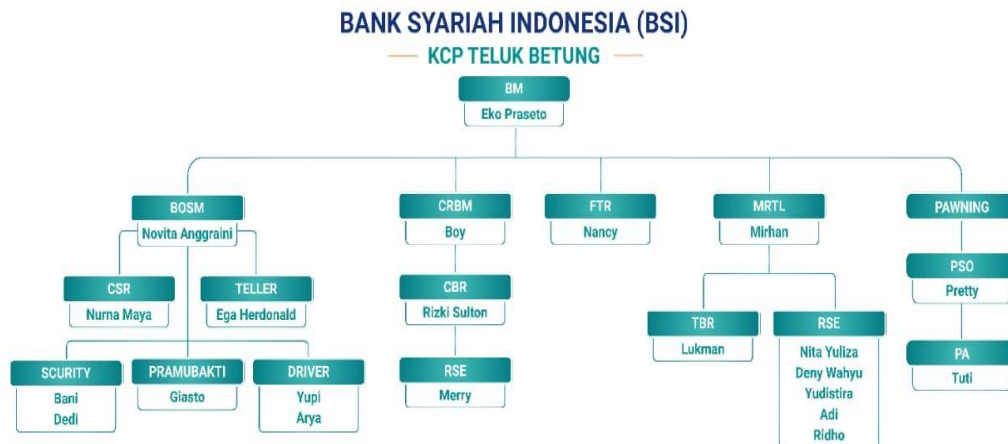 BANK SYARIAH INDONESIA (BSI)
KCP TELUK BETUNG
BM
Eko Praseto
BOSM
Novita Anggraini
CRBM
Boy
FTR
Nancy
MRTL
Mirhan
PAWNING
CSR
Nurna Maya
TELLER
Ega Herdonald
CBR
Rizki Sulton
PSO
Pretty
TBR
Lukman
RSE
Nita Yuliza
Deny Wahyu
Yudistira
Adi
Ridho
SCURITY
Bani
Dedi
PRAMUBAKTI
Giasto
DRIVER
Yupi
Arya
RSE
Merry
PA
Tuti